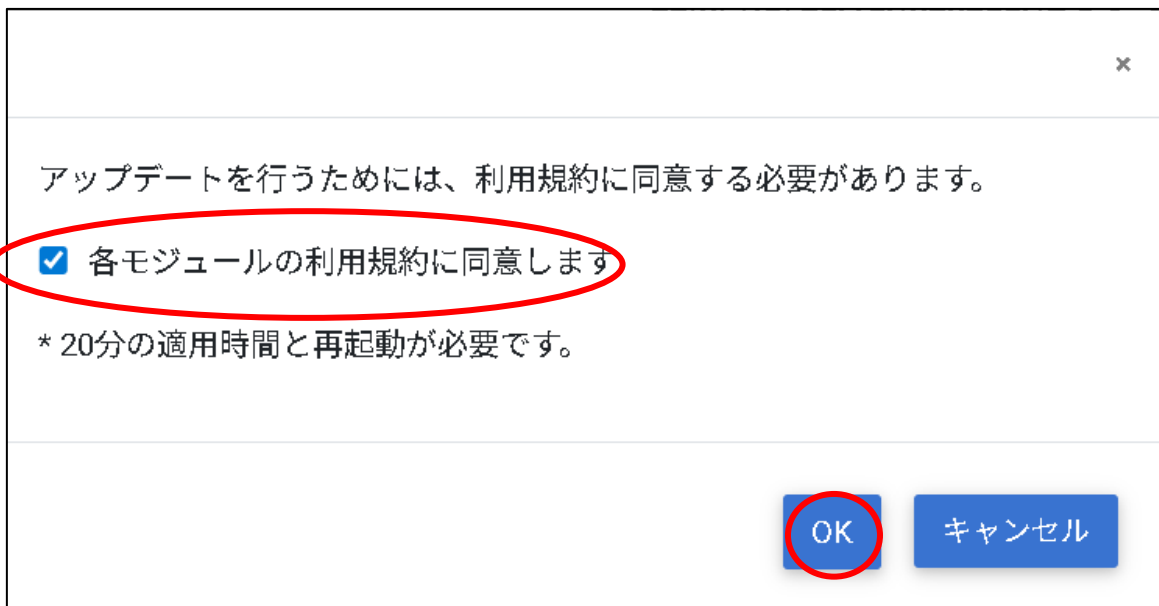 ×
アップデートを行うためには、利用規約に同意する必要があります。
各モジュールの利用規約に同意します
* 20分の適用時間と再起動が必要です。
OK キャンセル